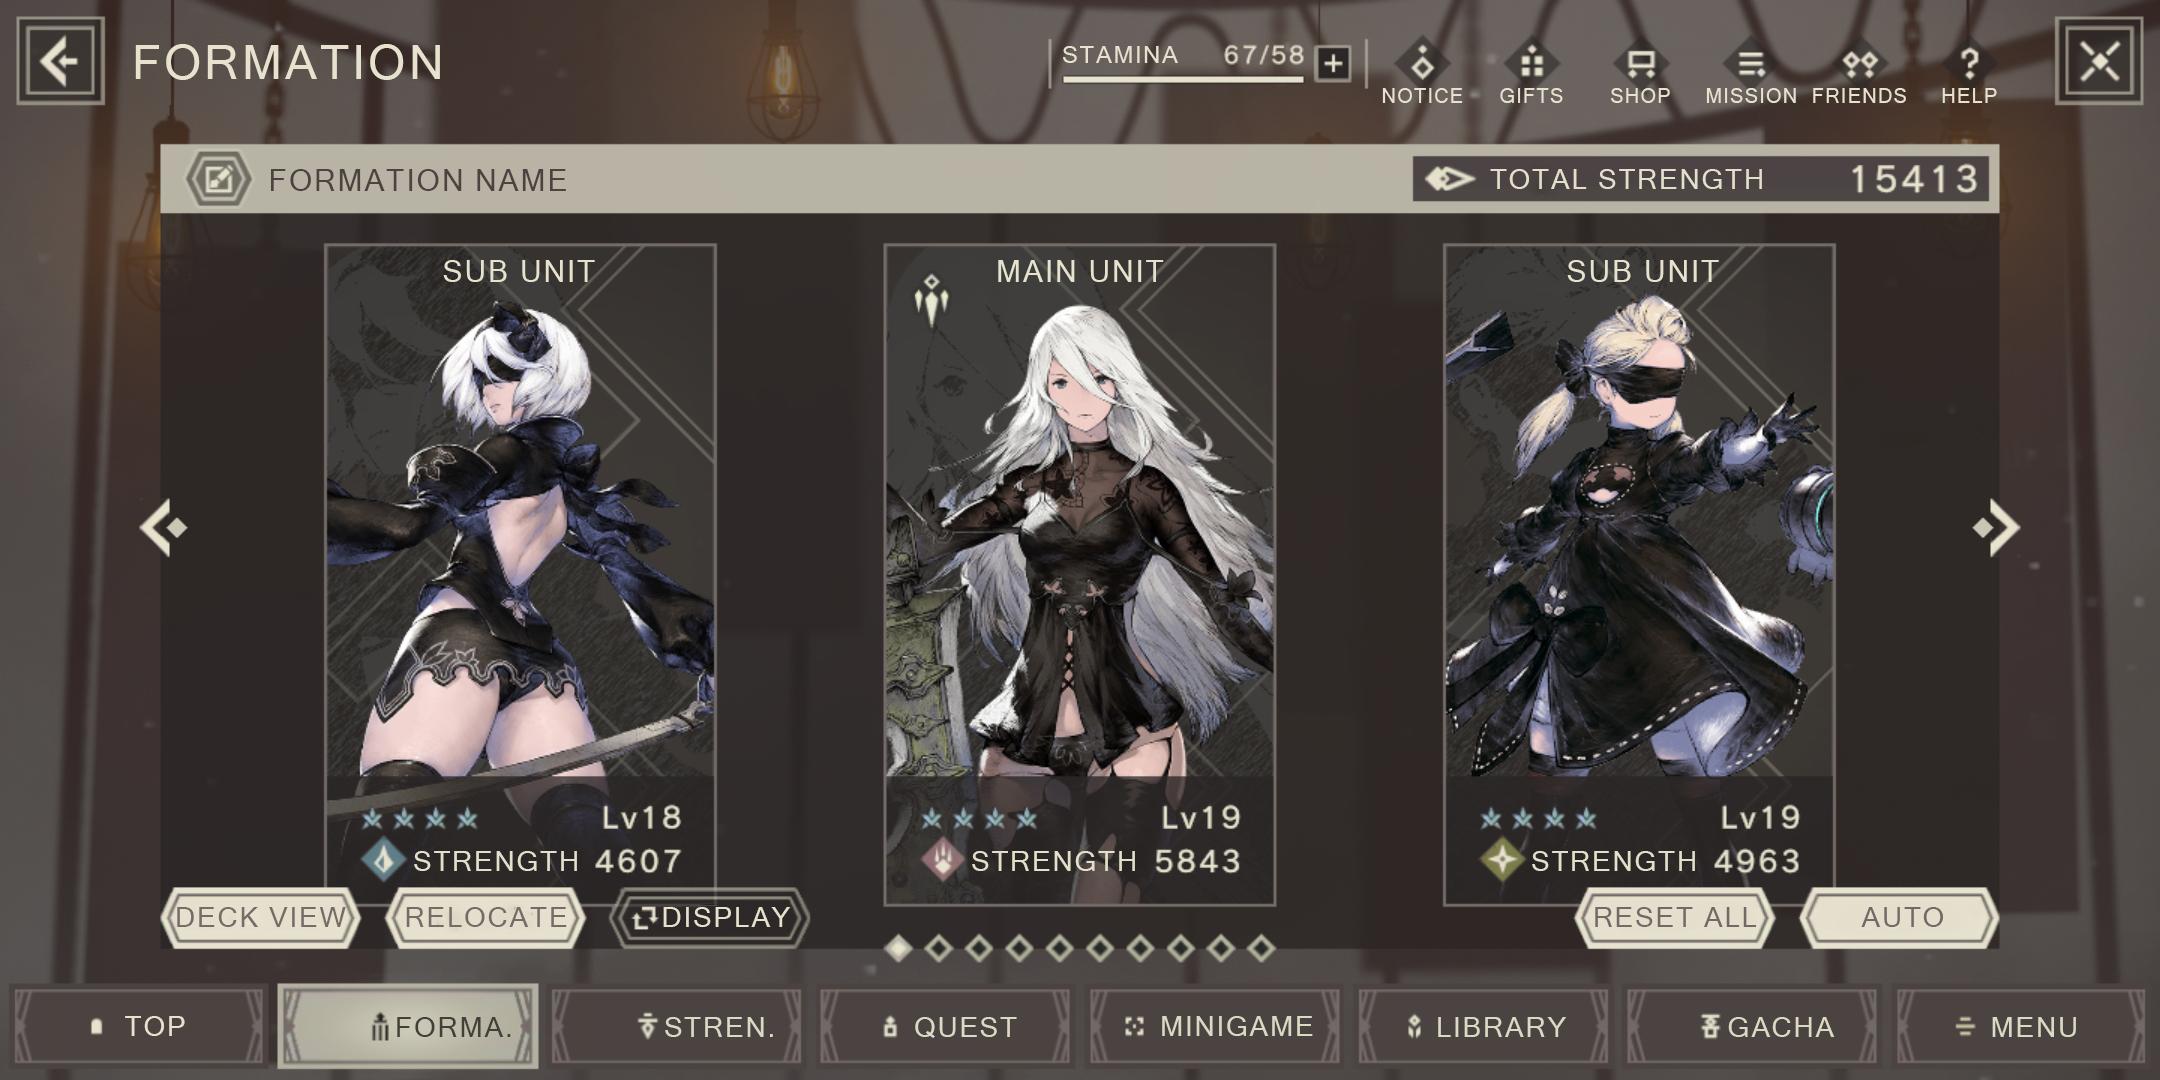 FORMATION
STAMINA 67/58
NOTICE GIFTS SHOP MISSION FRIENDS HELP
FORMATION NAME
TOTAL STRENGTH 15413
SUB UNIT
Lv18
STRENGTH 4607
MAIN UNIT
Lv19
STRENGTH 5843
SUB UNIT
Lv19
STRENGTH 4963
DECK VIEW
RELOCATE
DISPLAY
RESET ALL
AUTO
TOP
FORMA.
STREN.
QUEST
MINIGAME
LIBRARY
GACHA
MENU